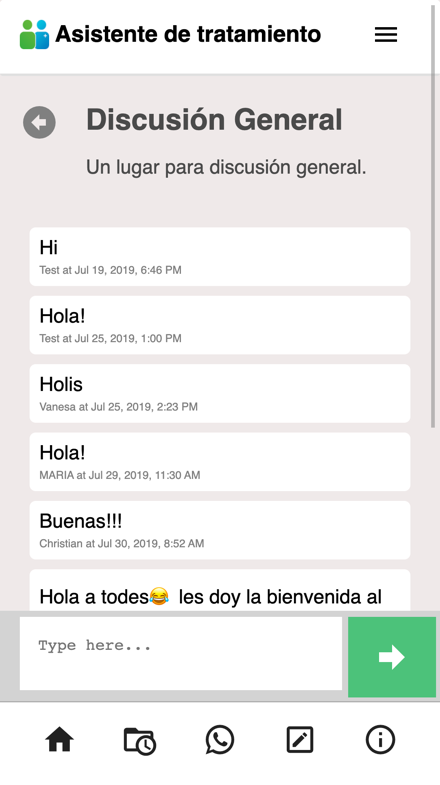 Asistente de tratamiento
Discusión General
Un lugar para discusión general.
Hi
Test at Jul 19, 2019, 6:46 PM
Hola!
Test at Jul 25, 2019, 1:00 PM
Holis
Vanesa at Jul 25, 2019, 2:23 PM
Hola!
MARIA at Jul 29, 2019, 11:30 AM
Buenas!!!
Christian at Jul 30, 2019, 8:52 AM
Hola a todes😂 les doy la bienvenida al
Type here...